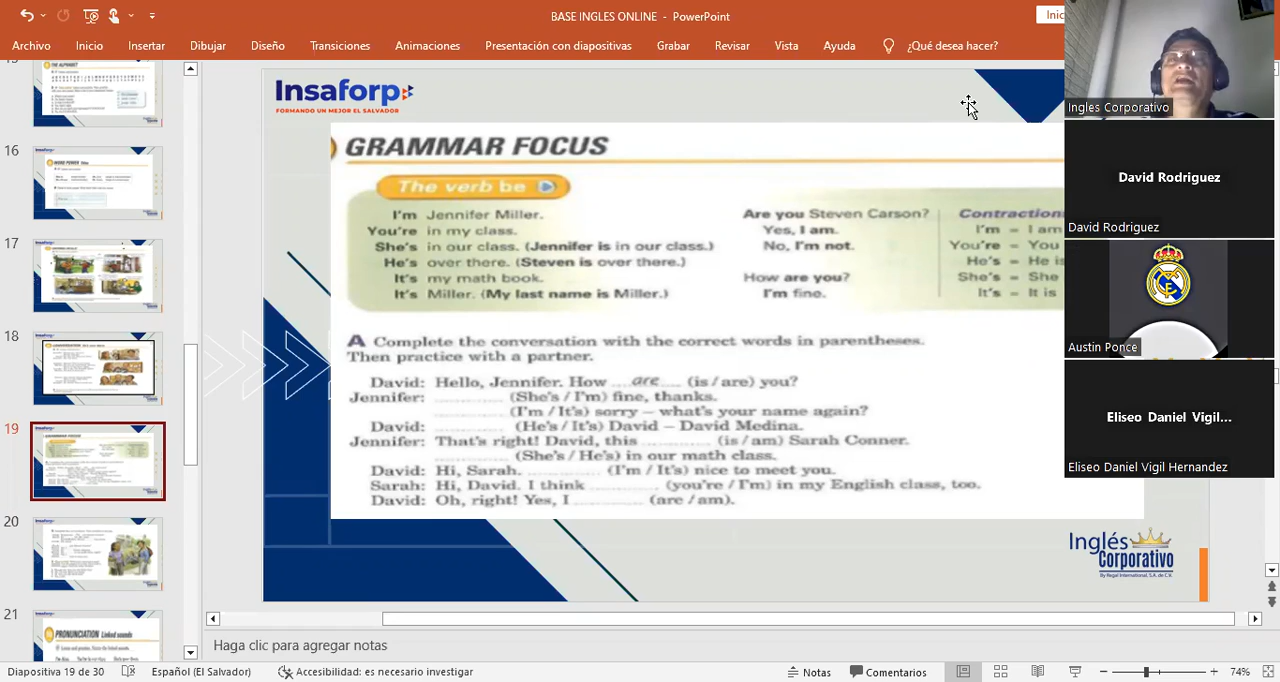 BASE INGLES ONLINE - PowerPoint
Inic
Archivo Inicio Insertar Dibujar Diseño Transiciones Animaciones Presentación con diapositivas Grabar Revisar Vista Ayuda ¿Qué desea hacer?
16
17
18
19
20
21
PRONUNCIATION Linked sounds
Insaforp
FORMANDO UN MEJOR EL SALVADOR
GRAMMAR FOCUS
The verb be
I'm Jennifer Miller.
You're in my class.
She's in our class. (Jennifer is in our class.)
He's over there. (Steven is over there.)
It's my math book.
It's Miller. (My last name is Miller.)
Are you Steven Carson?
Yes, I am.
No, I'm not.
How are you?
I'm fine.
Contraction
I'm = I am
You're = You
He's = He is
She's = She
It's = It is
A Complete the conversation with the correct words in parentheses.
Then practice with a partner.
David: Hello, Jennifer. How ....are.... (is / are) you?
Jennifer: ............ (She's / I'm) fine, thanks.
............ (I'm / It's) sorry – what's your name again?
David: ............ (He's / It's) David – David Medina.
Jennifer: That's right! David, this ............ (is / am) Sarah Conner.
............ (She's / He's) in our math class.
David: Hi, Sarah. ............ (I'm / It's) nice to meet you.
Sarah: Hi, David. I think ............ (you're / I'm) in my English class, too.
David: Oh, right! Yes, I ............ (are / am).
Inglés
Corporativo
By Regal International, S.A. de C.V.
Ingles Corporativo
David Rodriguez
David Rodriguez
Austin Ponce
Eliseo Daniel Vigil...
Eliseo Daniel Vigil Hernandez
Haga clic para agregar notas
Diapositiva 19 de 30 Español (El Salvador) Accesibilidad: es necesario investigar Notas Comentarios 74%